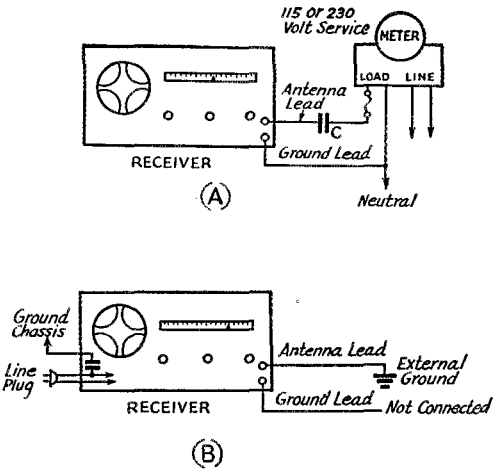 115 or 230
Volt Service
METER
LOAD LINE
Antenna
Lead
C
Ground Lead
RECEIVER
Neutral
(A)
Ground
Chassis
Line
Plug
Antenna Lead
External
Ground
Ground Lead
Not Connected
RECEIVER
(B)